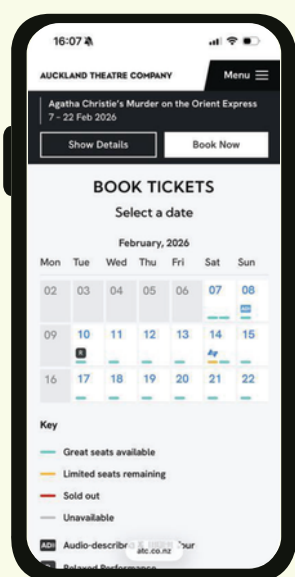 16:07
AUCKLAND THEATRE COMPANY
Menu
Agatha Christie's Murder on the Orient Express
7 – 22 Feb 2026
Show Details
Book Now
BOOK TICKETS
Select a date
February, 2026
Mon Tue Wed Thu Fri Sat Sun
02 03 04 05 06 07 08
ADI
09 10 11 12 13 14 15
R
16 17 18 19 20 21 22
Key
Great seats available
Limited seats remaining
Sold out
Unavailable
ADI Audio-described
atc.co.nz
R Relaxed Performance